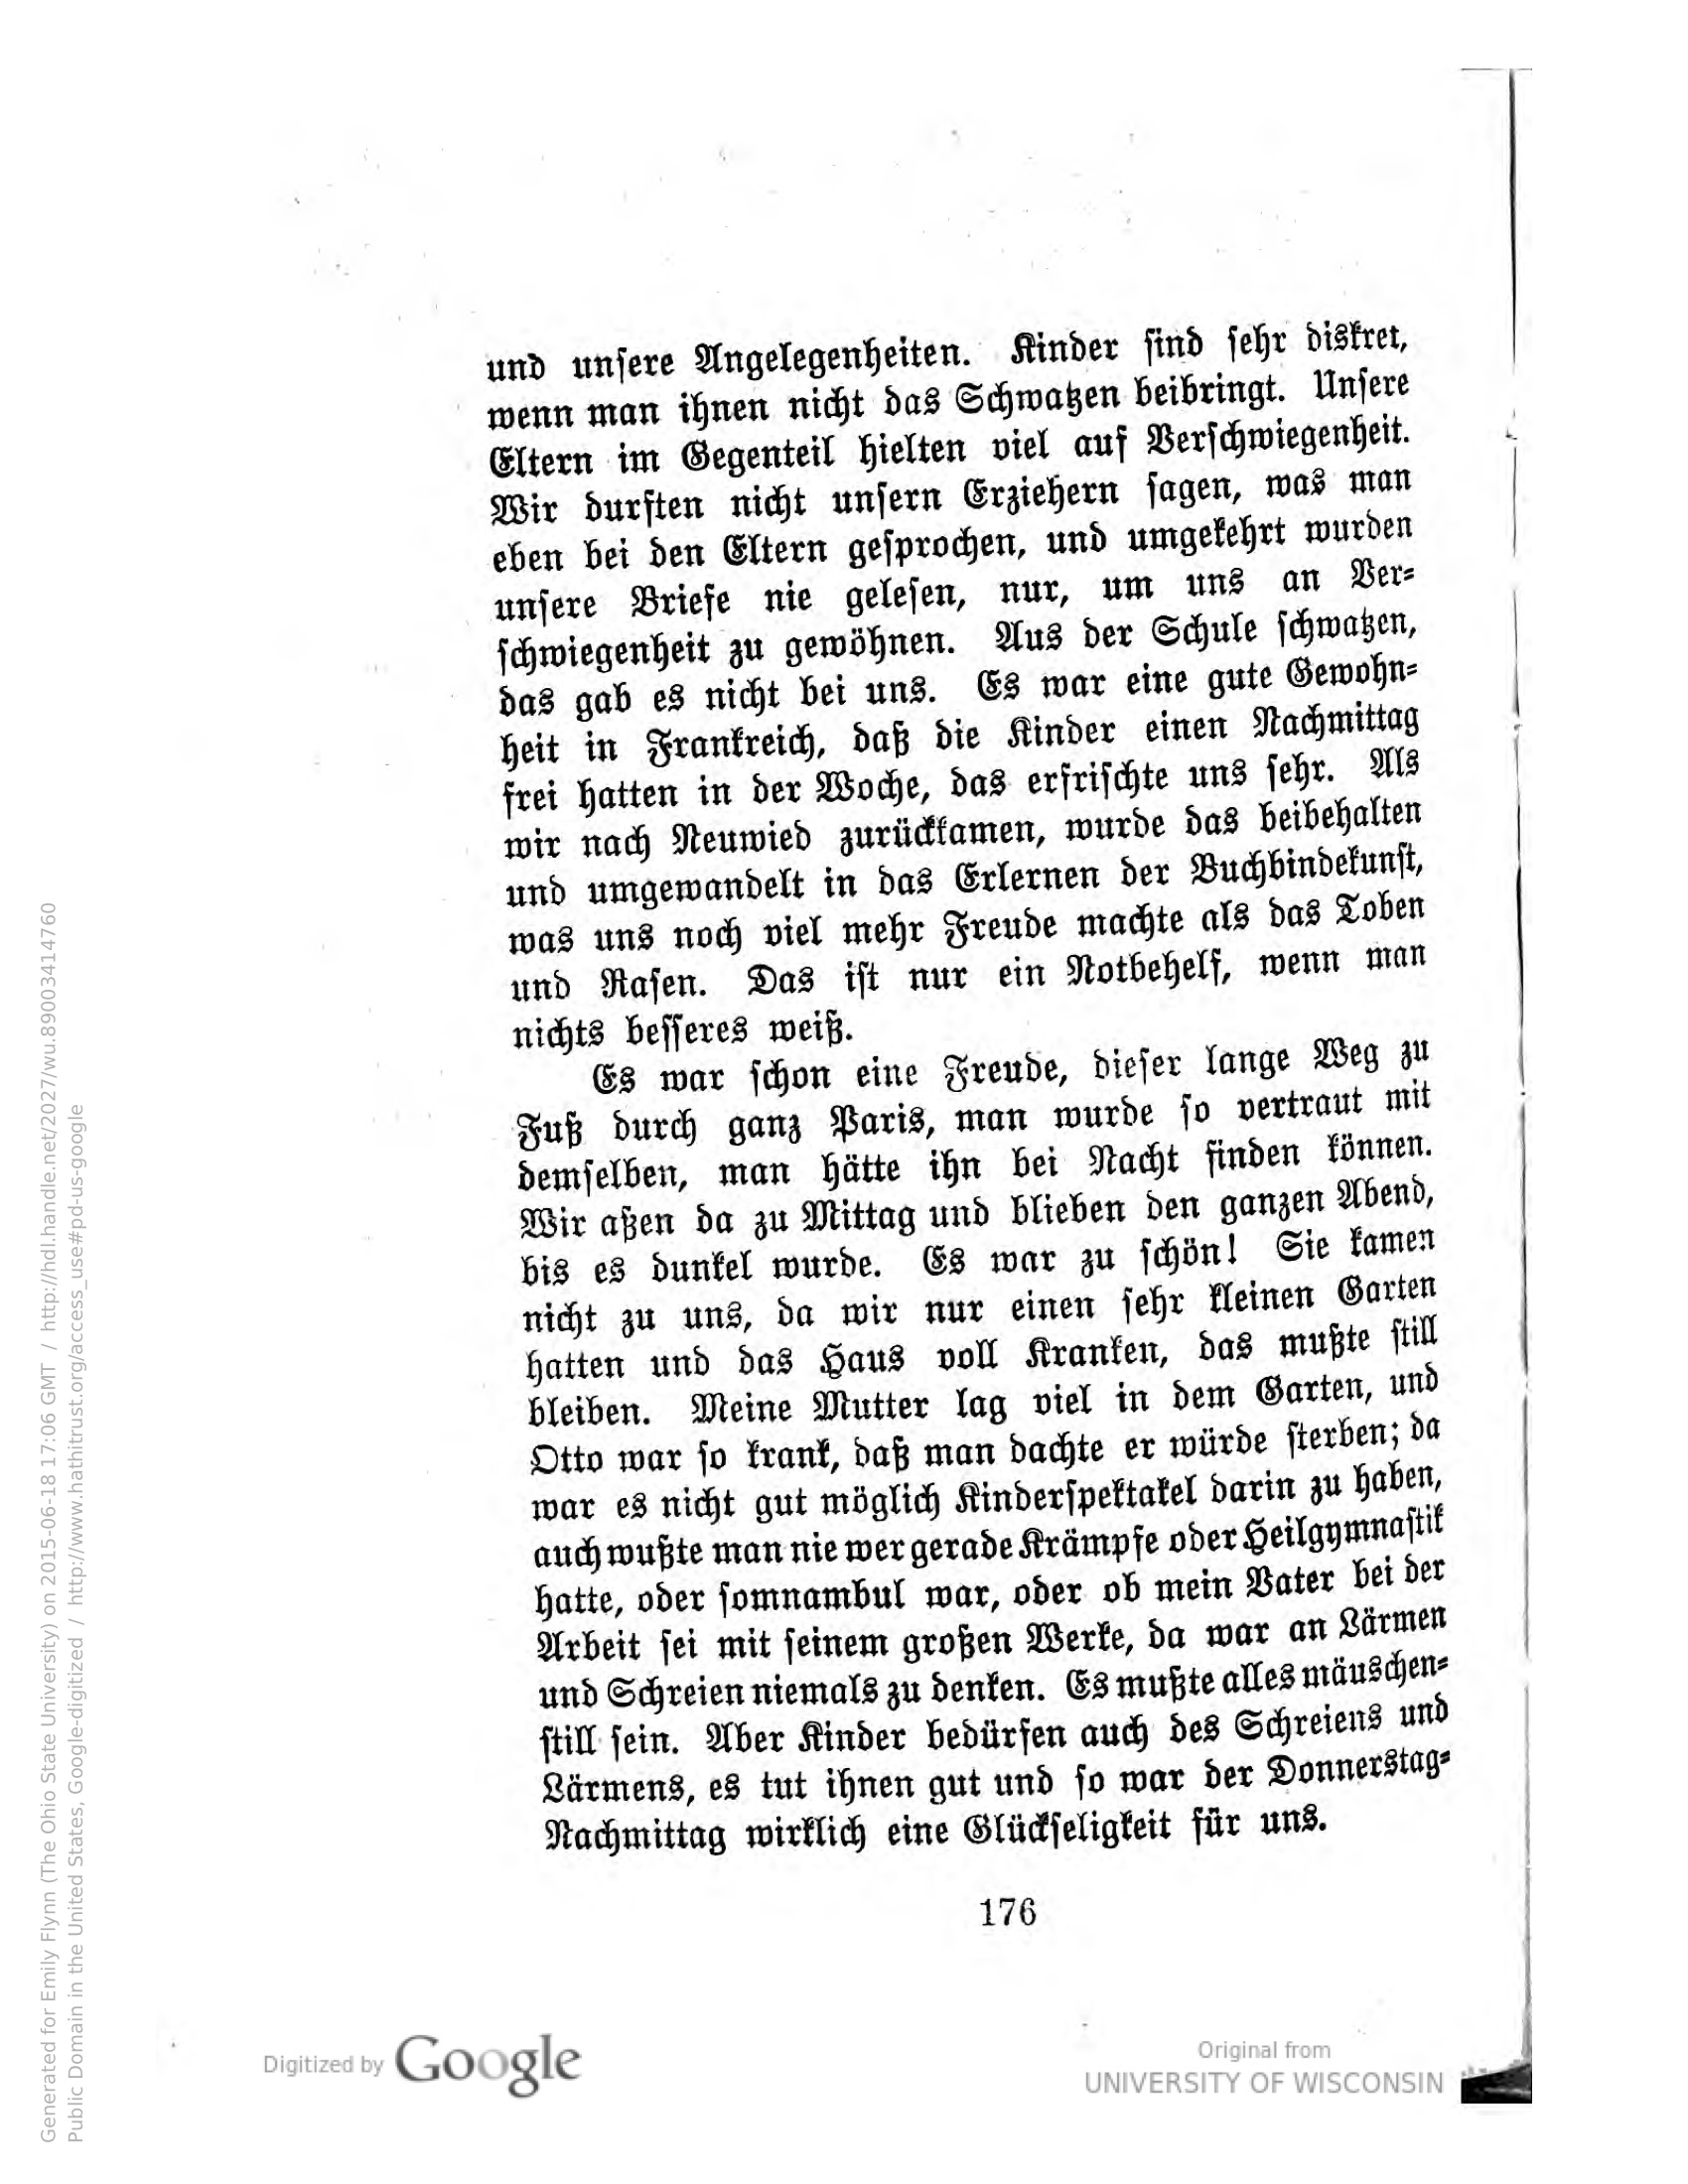 und unsere Angelegenheiten. Kinder sind sehr diskret,
wenn man ihnen nicht das Schwatzen beibringt. Unsere
Eltern im Gegenteil hielten viel auf Verschwiegenheit.
Wir durften nicht unsern Erziehern sagen, was man
eben bei den Eltern gesprochen, und umgekehrt wurden
unsere Briefe nie gelesen, nur, um uns an Ver-
schwiegenheit zu gewöhnen. Aus der Schule schwatzen,
das gab es nicht bei uns. Es war eine gute Gewohn-
heit in Frankreich, daß die Kinder einen Nachmittag
frei hatten in der Woche, das erfrischte uns sehr. Als
wir nach Neuwied zurückkamen, wurde das beibehalten
und umgewandelt in das Erlernen der Buchbindekunst,
was uns noch viel mehr Freude machte als das Toben
und Rasen. Das ist nur ein Notbehelf, wenn man
nichts besseres weiß.
Es war schon eine Freude, dieser lange Weg zu
Fuß durch ganz Paris, man wurde so vertraut mit
demselben, man hätte ihn bei Nacht finden können.
Wir aßen da zu Mittag und blieben den ganzen Abend,
bis es dunkel wurde. Es war zu schön! Sie kamen
nicht zu uns, da wir nur einen sehr kleinen Garten
hatten und das Haus voll Kranken, das mußte still
bleiben. Meine Mutter lag viel in dem Garten, und
Otto war so krank, daß man dachte er würde sterben; da
war es nicht gut möglich Kinderspektakel darin zu haben,
auch wußte man nie wer gerade Krämpfe oder Heilgymnastik
hatte, oder somnambul war, oder ob mein Vater bei der
Arbeit sei mit seinem großen Werke, da war an Lärmen
und Schreien niemals zu denken. Es mußte alles mäuschen-
still sein. Aber Kinder bedürfen auch des Schreiens und
Lärmens, es tut ihnen gut und so war der Donnerstag-
Nachmittag wirklich eine Glückseligkeit für uns.
176
Generated for Emily Flynn (The Ohio State University) on 2015-06-18 17:06 GMT / http://hdl.handle.net/2027/wu.89003414760
Public Domain in the United States, Google-digitized / http://www.hathitrust.org/access_use#pd-us-google
Digitized by Google
Original from
UNIVERSITY OF WISCONSIN